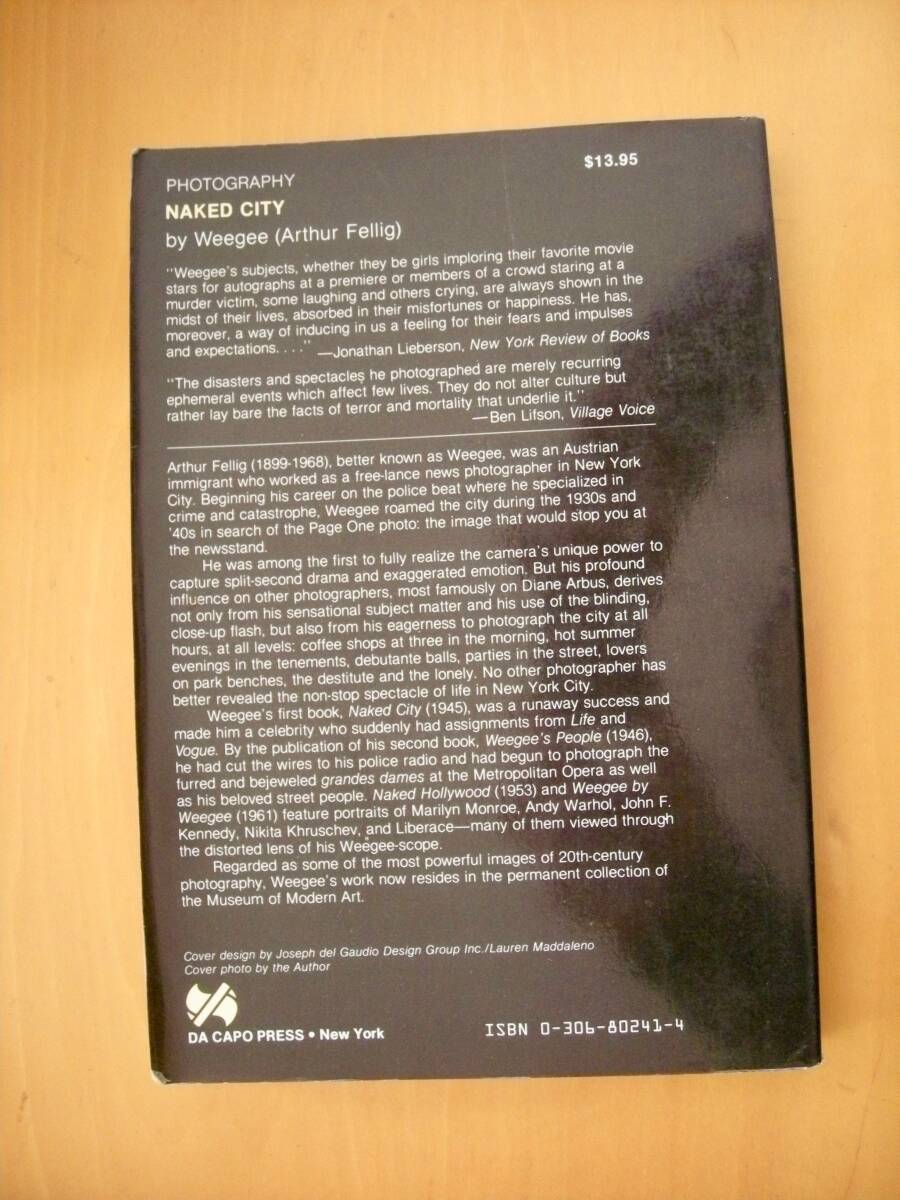 $13.95
PHOTOGRAPHY
NAKED CITY
by Weegee (Arthur Fellig)
"Weegee's subjects, whether they be girls imploring their favorite movie
stars for autographs at a premiere or members of a crowd staring at a
murder victim, some laughing and others crying, are always shown in the
midst of their lives, absorbed in their misfortunes or happiness. He has,
moreover, a way of inducing in us a feeling for their fears and impulses
and expectations. . . ." —Jonathan Lieberson, New York Review of Books
"The disasters and spectacles he photographed are merely recurring
ephemeral events which affect few lives. They do not alter culture but
rather lay bare the facts of terror and mortality that underlie it."
—Ben Lifson, Village Voice
Arthur Fellig (1899-1968), better known as Weegee, was an Austrian
immigrant who worked as a free-lance news photographer in New York
City. Beginning his career on the police beat where he specialized in
crime and catastrophe, Weegee roamed the city during the 1930s and
'40s in search of the Page One photo: the image that would stop you at
the newsstand.
He was among the first to fully realize the camera's unique power to
capture split-second drama and exaggerated emotion. But his profound
influence on other photographers, most famously on Diane Arbus, derives
not only from his sensational subject matter and his use of the blinding,
close-up flash, but also from his eagerness to photograph the city at all
hours, at all levels: coffee shops at three in the morning, hot summer
evenings in the tenements, debutante balls, parties in the street, lovers
on park benches, the destitute and the lonely. No other photographer has
better revealed the non-stop spectacle of life in New York City.
Weegee's first book, Naked City (1945), was a runaway success and
made him a celebrity who suddenly had assignments from Life and
Vogue. By the publication of his second book, Weegee's People (1946),
he had cut the wires to his police radio and had begun to photograph the
furred and bejeweled grandes dames at the Metropolitan Opera as well
as his beloved street people. Naked Hollywood (1953) and Weegee by
Weegee (1961) feature portraits of Marilyn Monroe, Andy Warhol, John F.
Kennedy, Nikita Khruschev, and Liberace—many of them viewed through
the distorted lens of his Weegee-scope.
Regarded as some of the most powerful images of 20th-century
photography, Weegee's work now resides in the permanent collection of
the Museum of Modern Art.
Cover design by Joseph del Gaudio Design Group Inc./Lauren Maddaleno
Cover photo by the Author
DA CAPO PRESS • New York
ISBN 0-306-80241-4